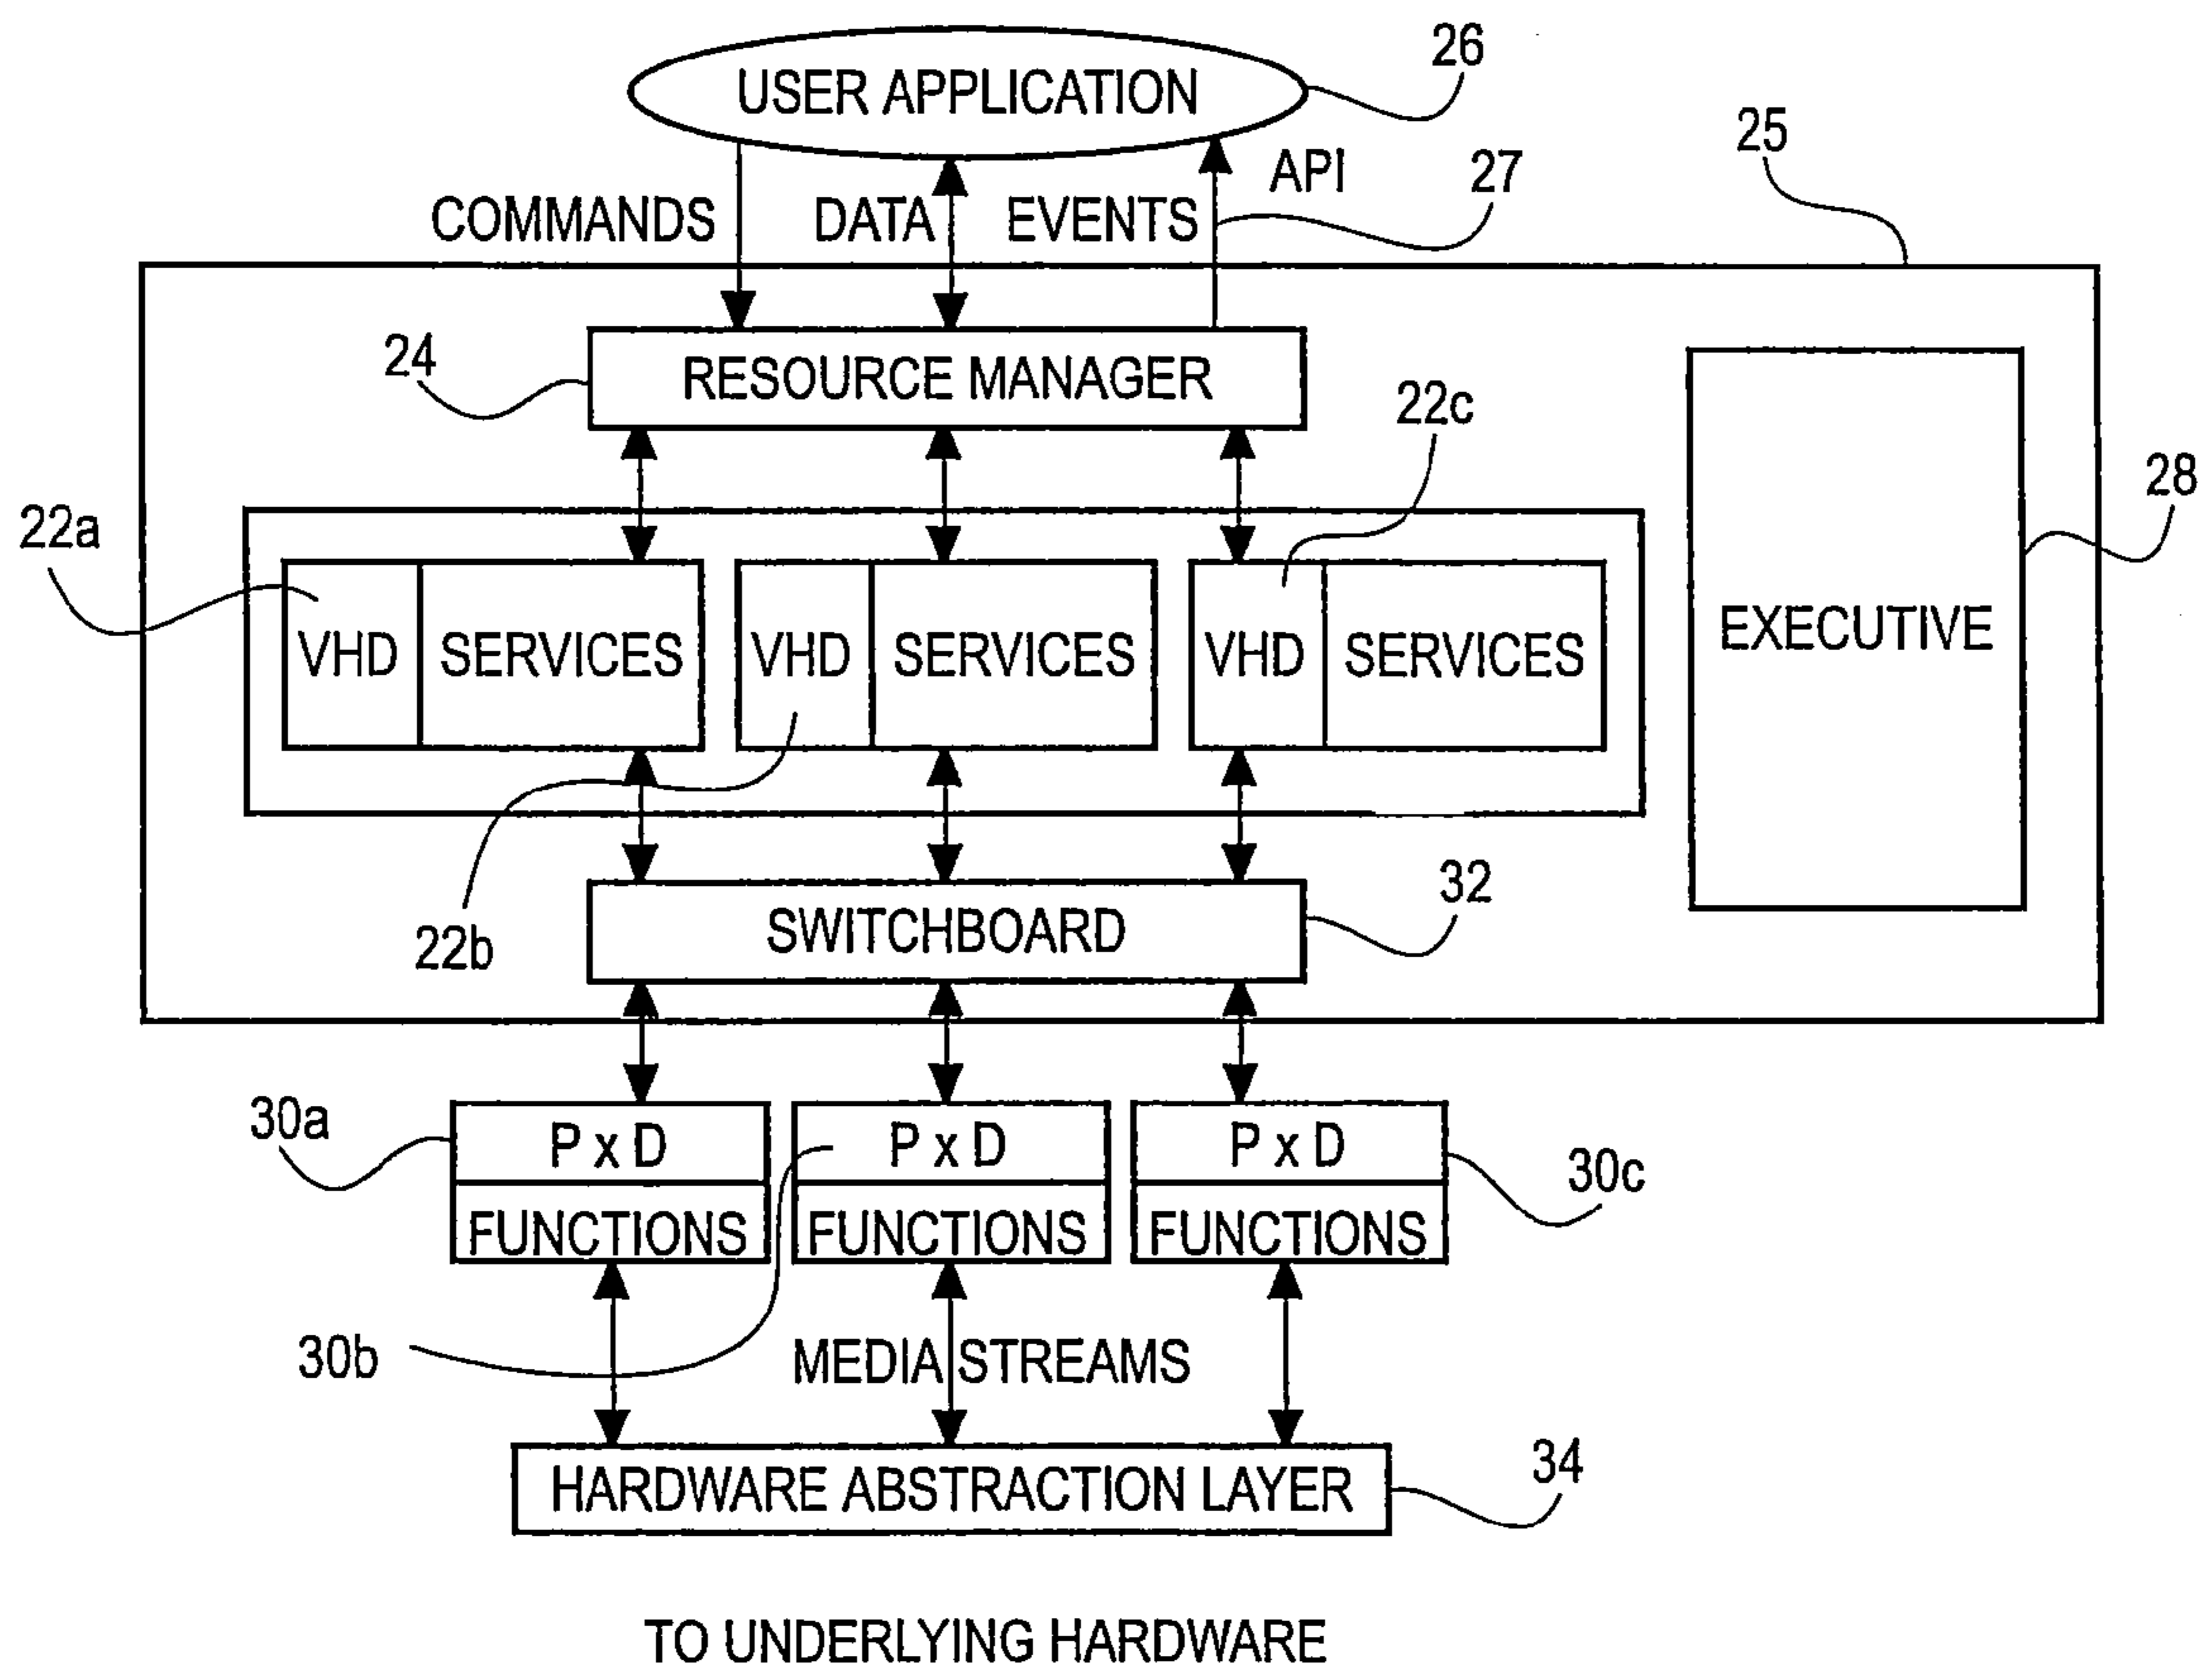 26
USER APPLICATION
25
API
27
COMMANDS
DATA
EVENTS
24
RESOURCE MANAGER
22c
28
22a
VHD
SERVICES
VHD
SERVICES
VHD
SERVICES
EXECUTIVE
32
SWITCHBOARD
22b
30a
P x D
P x D
P x D
30c
FUNCTIONS
FUNCTIONS
FUNCTIONS
30b
MEDIA STREAMS
34
HARDWARE ABSTRACTION LAYER
TO UNDERLYING HARDWARE